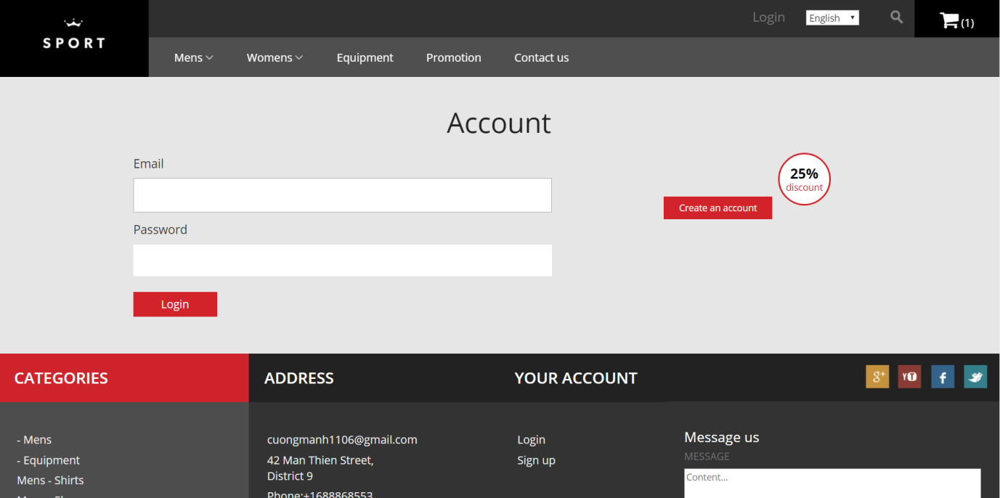 SPORT
Login
English
(1)
Mens
Womens
Equipment
Promotion
Contact us
Account
Email
Password
Login
25%
discount
Create an account
CATEGORIES
ADDRESS
YOUR ACCOUNT
g+
f
- Mens
- Equipment
Mens - Shirts
cuongmanh1106@gmail.com
42 Man Thien Street,
District 9
Phone:+1688868553
Login
Sign up
Message us
MESSAGE
Content...